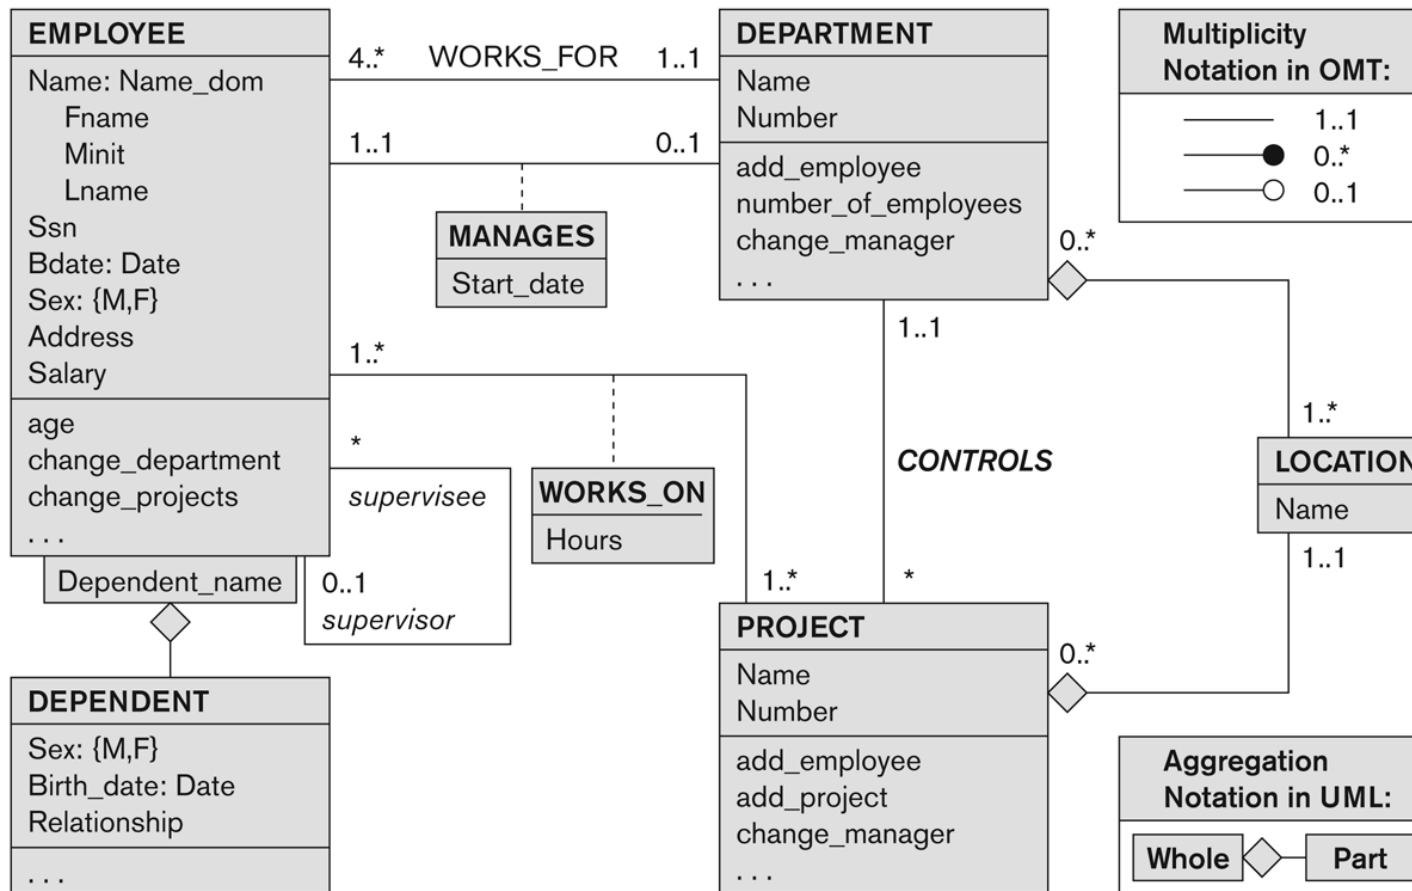 EMPLOYEE
Name: Name_dom
Fname
Minit
Lname
Ssn
Bdate: Date
Sex: {M,F}
Address
Salary
age
change_department
change_projects
. . .
Dependent_name
DEPENDENT
Sex: {M,F}
Birth_date: Date
Relationship
. . .
4..* WORKS_FOR 1..1
1..1 0..1
MANAGES
Start_date
1..*
*
supervisee
0..1
supervisor
WORKS_ON
Hours
1..*
DEPARTMENT
Name
Number
add_employee
number_of_employees
change_manager
. . .
0..*
1..1
CONTROLS
*
PROJECT
Name
Number
add_employee
add_project
change_manager
. . .
0..*
Multiplicity
Notation in OMT:
1..1
0..*
0..1
1..*
LOCATION
Name
1..1
Aggregation
Notation in UML:
Whole Part